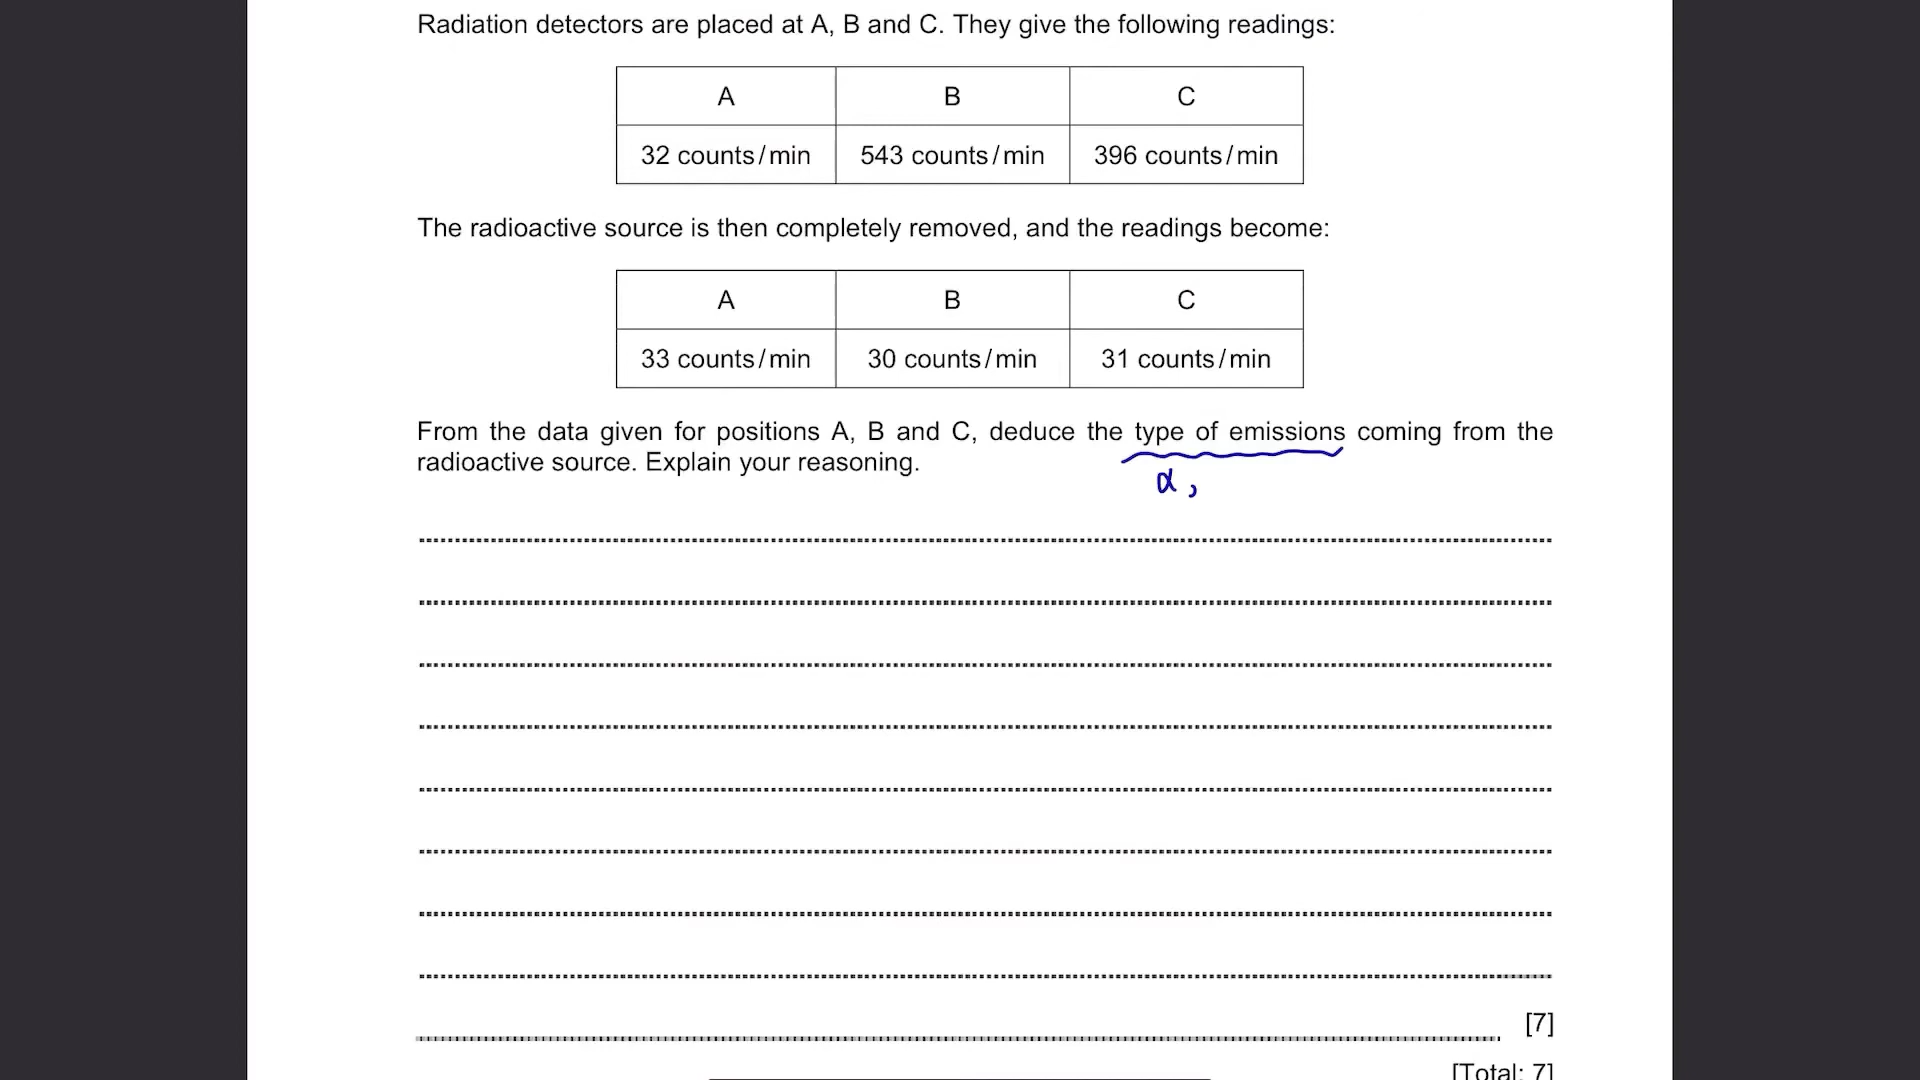 Radiation detectors are placed at A, B and C. They give the following readings:
A B C
32 counts/min 543 counts/min 396 counts/min
The radioactive source is then completely removed, and the readings become:
A B C
33 counts/min 30 counts/min 31 counts/min
From the data given for positions A, B and C, deduce the type of emissions coming from the
radioactive source. Explain your reasoning.
α,
[7]
[Total: 7]